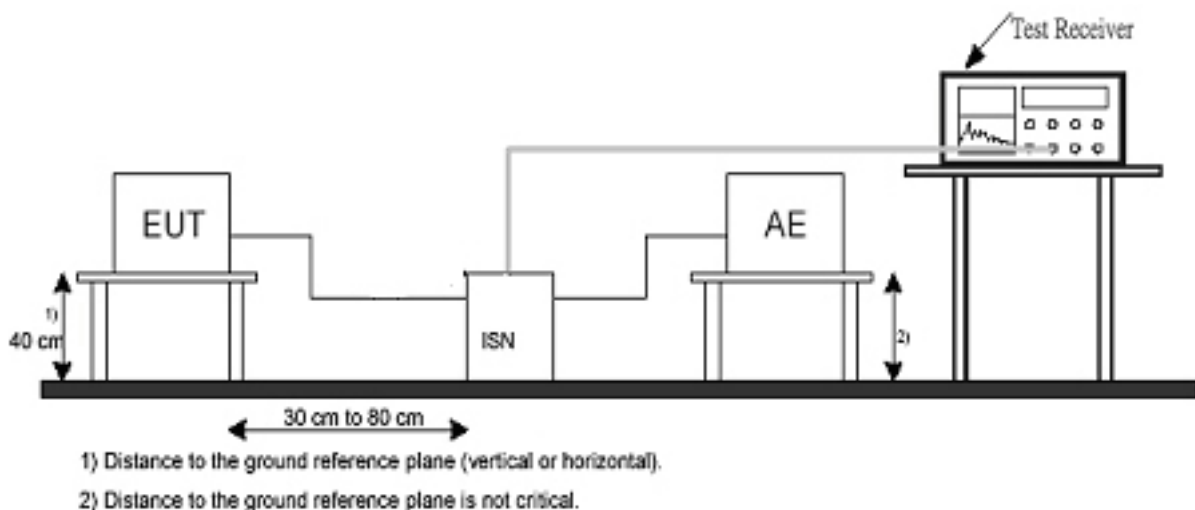 Test Receiver
EUT
AE
1)
40 cm
ISN
2)
30 cm to 80 cm
1) Distance to the ground reference plane (vertical or horizontal).
2) Distance to the ground reference plane is not critical.